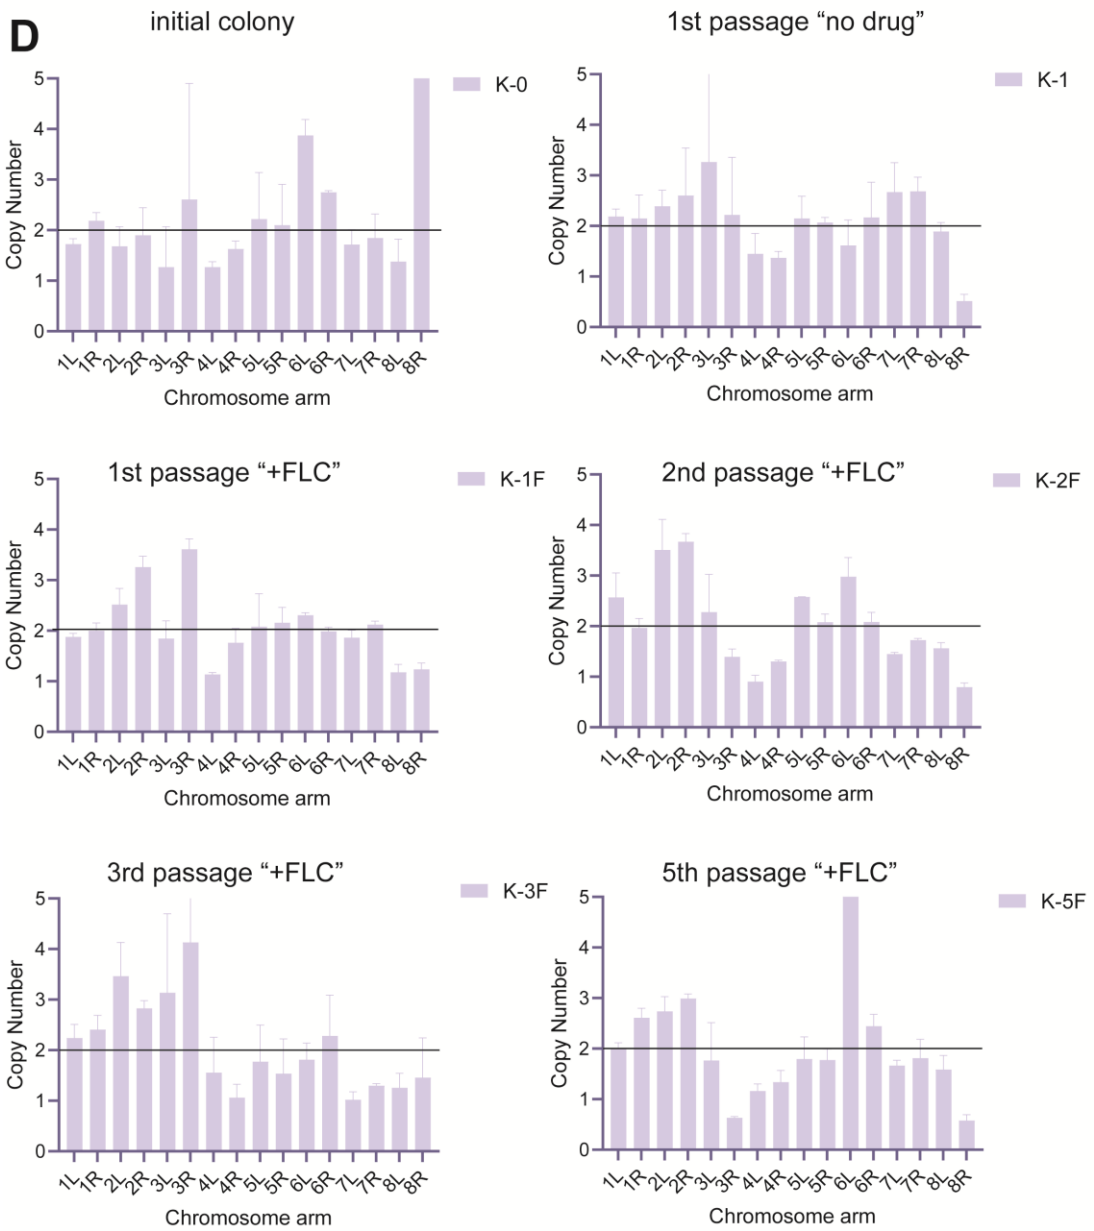 D
initial colony
1st passage “no drug”
K-0
K-1
Copy Number
5
4
3
2
1
0
1L 1R 2L 2R 3L 3R 4L 4R 5L 5R 6L 6R 7L 7R 8L 8R
Chromosome arm
Copy Number
5
4
3
2
1
0
1L 1R 2L 2R 3L 3R 4L 4R 5L 5R 6L 6R 7L 7R 8L 8R
Chromosome arm
1st passage “+FLC”
K-1F
Copy Number
5
4
3
2
1
0
1L 1R 2L 2R 3L 3R 4L 4R 5L 5R 6L 6R 7L 7R 8L 8R
Chromosome arm
2nd passage “+FLC”
K-2F
Copy Number
5
4
3
2
1
0
1L 1R 2L 2R 3L 3R 4L 4R 5L 5R 6L 6R 7L 7R 8L 8R
Chromosome arm
3rd passage “+FLC”
K-3F
Copy Number
5
4
3
2
1
0
1L 1R 2L 2R 3L 3R 4L 4R 5L 5R 6L 6R 7L 7R 8L 8R
Chromosome arm
5th passage “+FLC”
K-5F
Copy Number
5
4
3
2
1
0
1L 1R 2L 2R 3L 3R 4L 4R 5L 5R 6L 6R 7L 7R 8L 8R
Chromosome arm